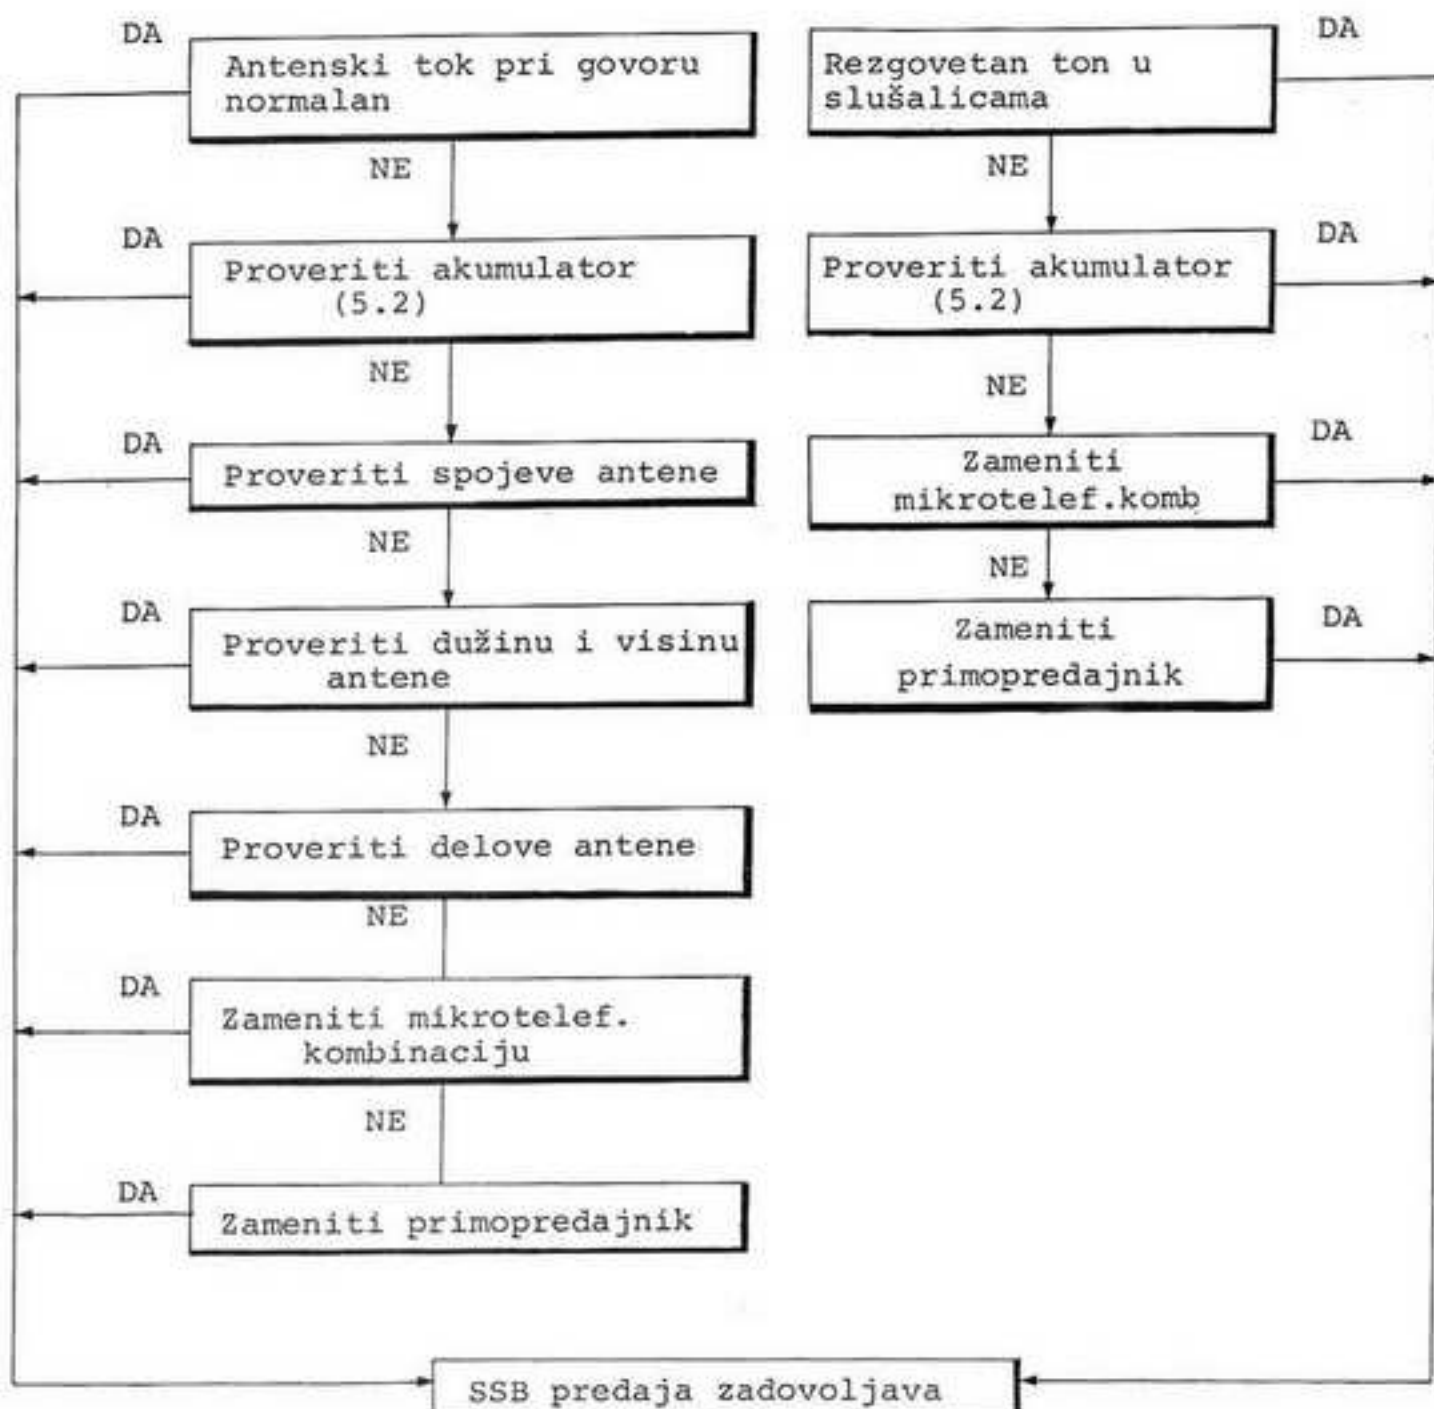 DA
Antenski tok pri govoru
normalan
NE
DA
Proveriti akumulator
(5.2)
NE
DA
Proveriti spojeve antene
NE
DA
Proveriti dužinu i visinu
antene
NE
DA
Proveriti delove antene
NE
DA
Zameniti mikrotelef.
kombinaciju
NE
DA
Zameniti primopredajnik
DA
Rezgovetan ton u
slušalicama
NE
DA
Proveriti akumulator
(5.2)
NE
DA
Zameniti
mikrotelef.komb
NE
DA
Zameniti
primopredajnik
SSB predaja zadovoljava